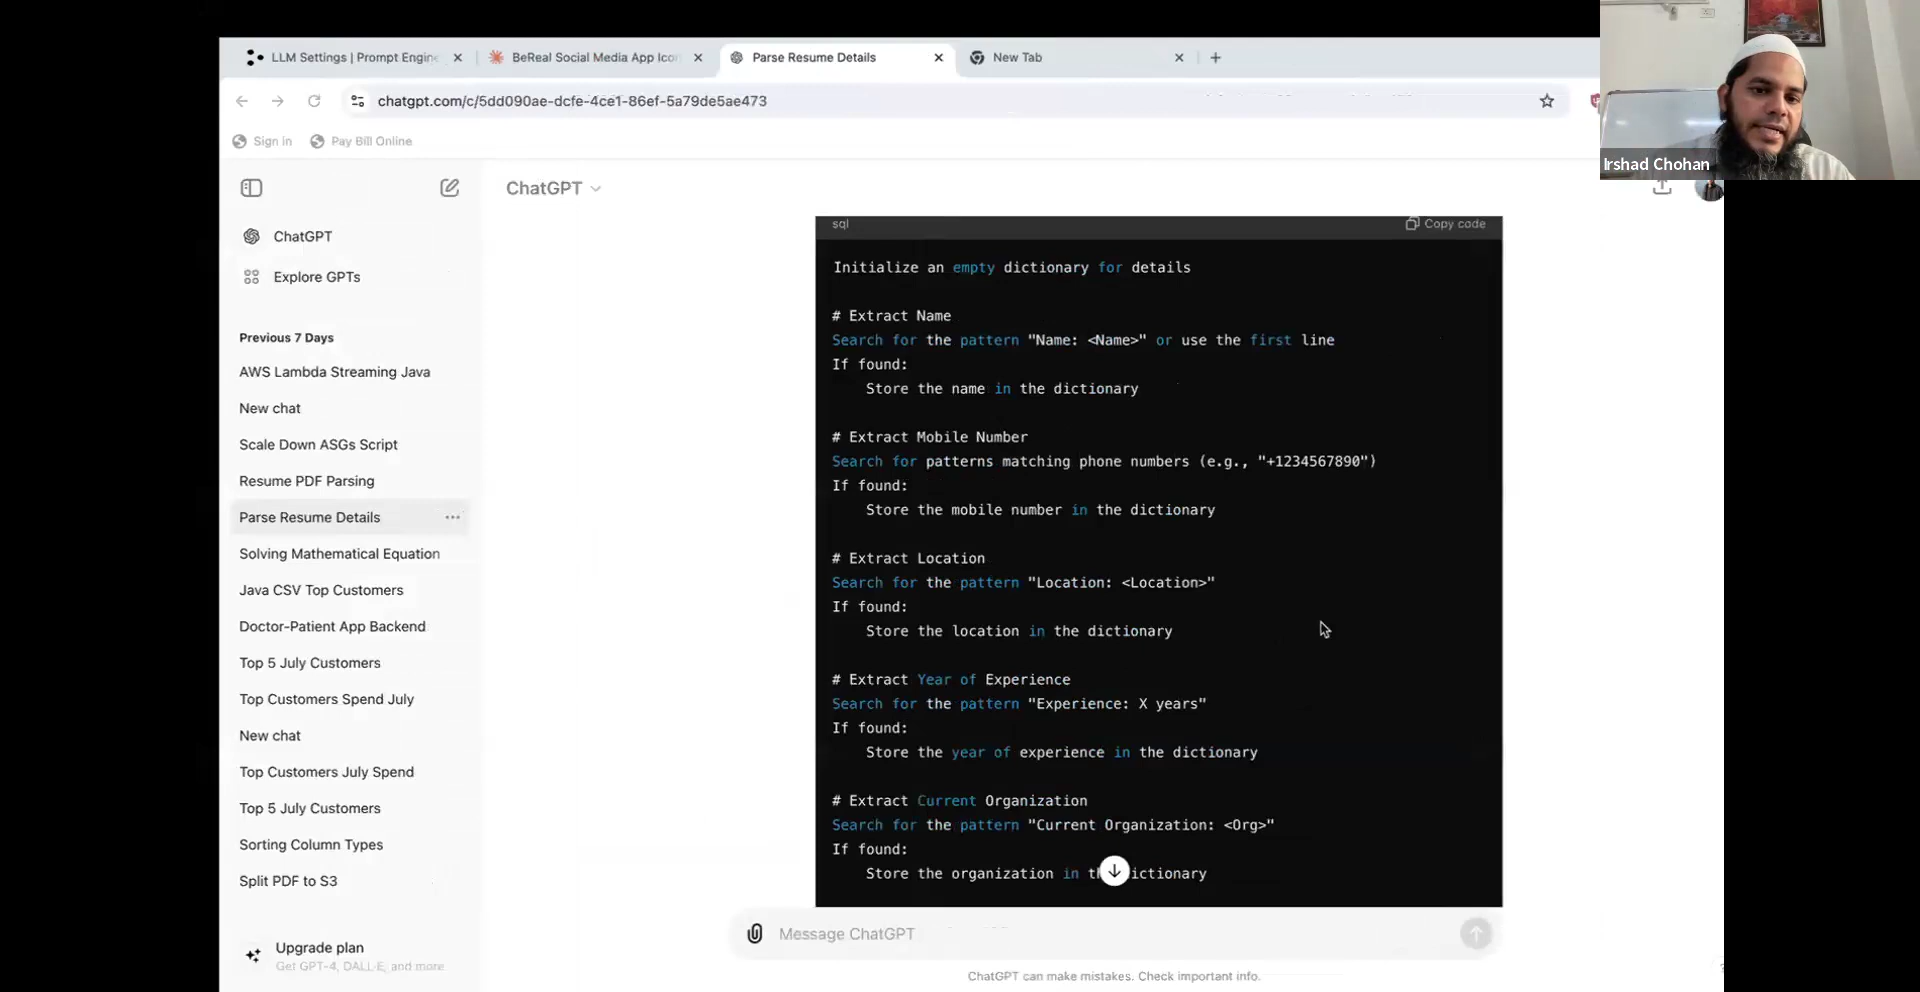 LLM Settings | Prompt Engine
BeReal Social Media App Icon
Parse Resume Details
New Tab
chatgpt.com/c/5dd090ae-dcfe-4ce1-86ef-5a79de5ae473
Sign in
Pay Bill Online
Irshad Chohan
ChatGPT
ChatGPT
Explore GPTs
Previous 7 Days
AWS Lambda Streaming Java
New chat
Scale Down ASGs Script
Resume PDF Parsing
Parse Resume Details
Solving Mathematical Equation
Java CSV Top Customers
Doctor-Patient App Backend
Top 5 July Customers
Top Customers Spend July
New chat
Top Customers July Spend
Top 5 July Customers
Sorting Column Types
Split PDF to S3
Upgrade plan
Get GPT-4, DALL·E, and more
sql
Copy code
Initialize an empty dictionary for details
# Extract Name
Search for the pattern "Name: <Name>" or use the first line
If found:
Store the name in the dictionary
# Extract Mobile Number
Search for patterns matching phone numbers (e.g., "+1234567890")
If found:
Store the mobile number in the dictionary
# Extract Location
Search for the pattern "Location: <Location>"
If found:
Store the location in the dictionary
# Extract Year of Experience
Search for the pattern "Experience: X years"
If found:
Store the year of experience in the dictionary
# Extract Current Organization
Search for the pattern "Current Organization: <Org>"
If found:
Store the organization in
Message ChatGPT
ChatGPT can make mistakes. Check important info.